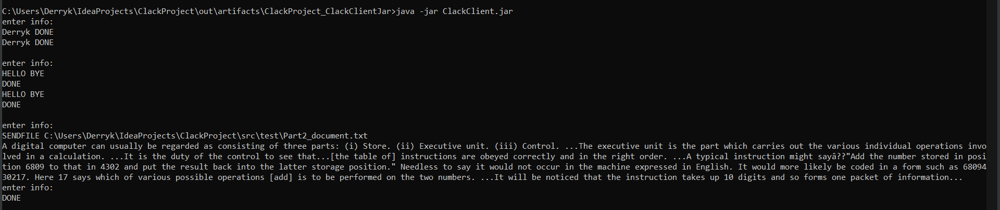 C:\Users\Derryk\IdeaProjects\ClackProject\out\artifacts\ClackProject_ClackClientJar>java -jar ClackClient.jar
enter info:
Derryk DONE
Derryk DONE
enter info:
HELLO BYE
DONE
HELLO BYE
DONE
enter info:
SENDFILE C:\Users\Derryk\IdeaProjects\ClackProject\src\test\Part2_document.txt
A digital computer can usually be regarded as consisting of three parts: (i) Store. (ii) Executive unit. (iii) Control. ...The executive unit is the part which carries out the various individual operations invo
lved in a calculation. ...It is the duty of the control to see that...[the table of] instructions are obeyed correctly and in the right order. ...A typical instruction might sayâ??"Add the number stored in posi
tion 6809 to that in 4302 and put the result back into the latter storage position." Needless to say it would not occur in the machine expressed in English. It would more likely be coded in a form such as 68094
30217. Here 17 says which of various possible operations [add] is to be performed on the two numbers. ...It will be noticed that the instruction takes up 10 digits and so forms one packet of information...
enter info:
DONE